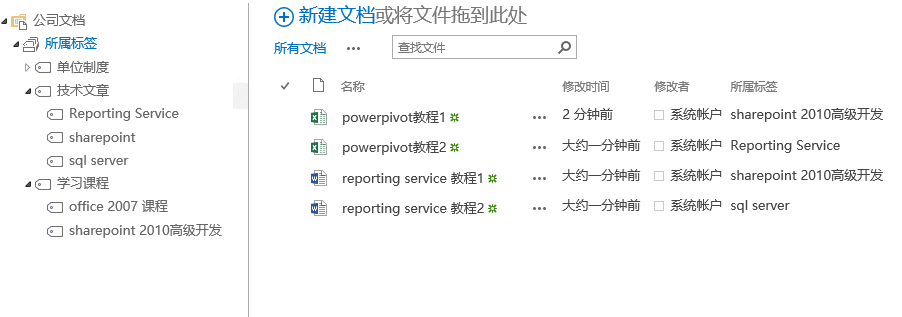 公司文档
所属标签
单位制度
技术文章
Reporting Service
sharepoint
sql server
学习课程
office 2007 课程
sharepoint 2010高级开发
新建文档或将文件拖到此处
所有文档 ••• 查找文件
名称 修改时间 修改者 所属标签
powerpivot教程1 ••• 2 分钟前 系统帐户 sharepoint 2010高级开发
powerpivot教程2 ••• 大约一分钟前 系统帐户 Reporting Service
reporting service 教程1 ••• 大约一分钟前 系统帐户 sharepoint 2010高级开发
reporting service 教程2 ••• 大约一分钟前 系统帐户 sql server